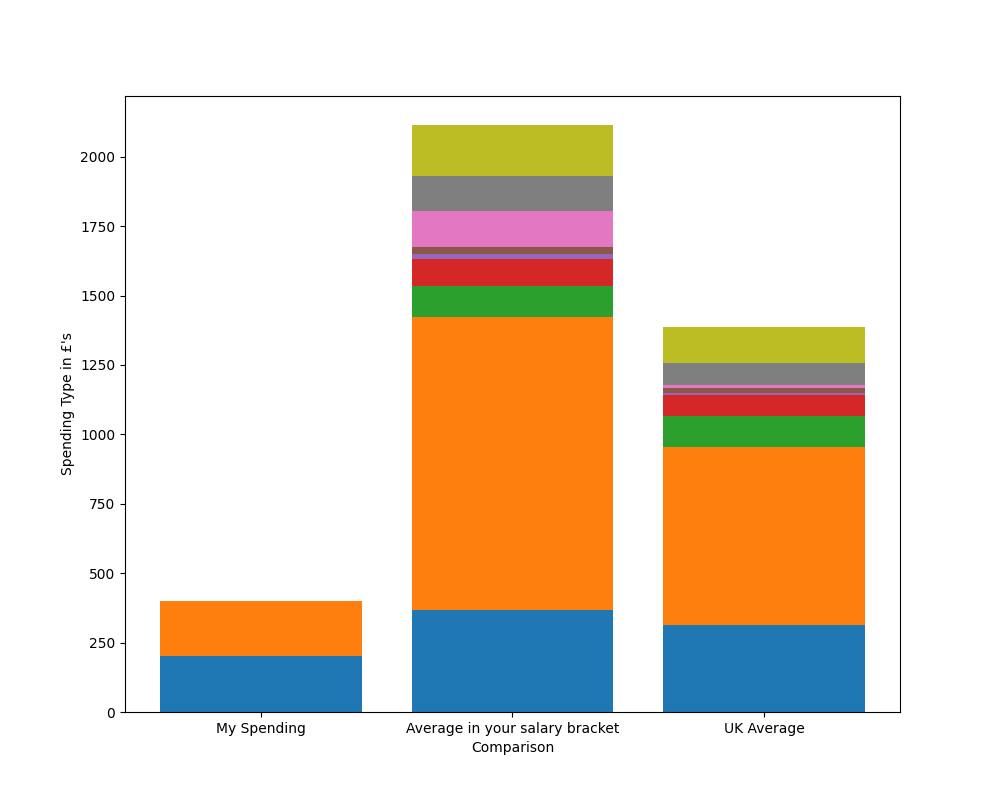 2000
1750
1500
1250
1000
750
500
250
0
Spending Type in £'s
My Spending
Average in your salary bracket
UK Average
Comparison